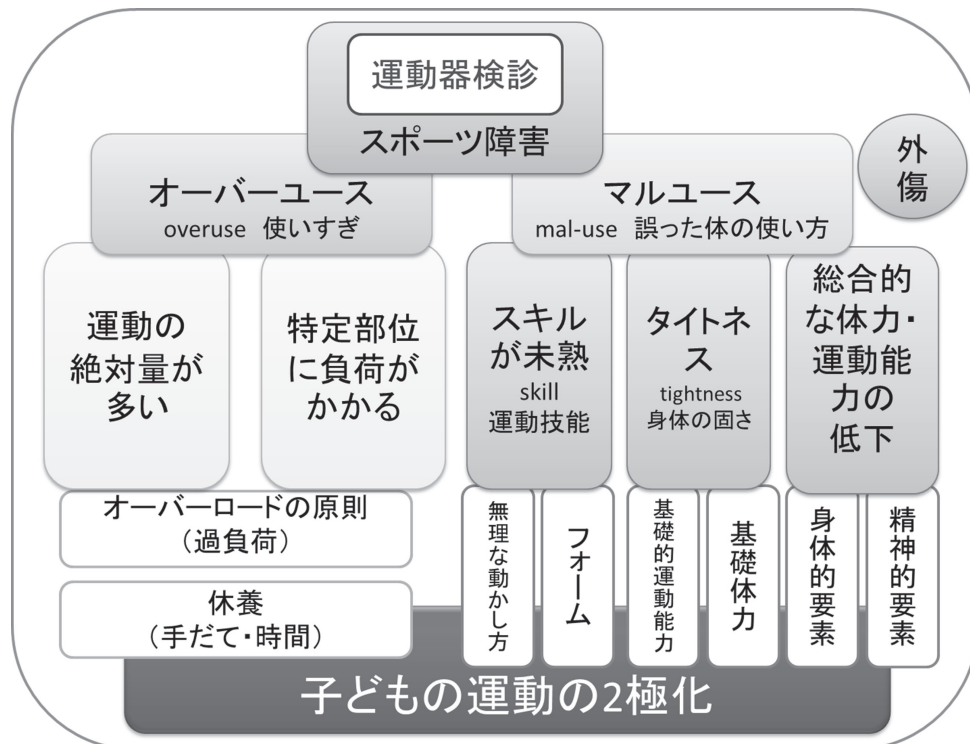 運動器検診
スポーツ障害
外
傷
オーバーユース
overuse 使いすぎ
マルユース
mal-use 誤った体の使い方
運動の
絶対量が
多い
特定部位
に負荷が
かかる
スキル
が未熟
skill
運動技能
タイトネ
ス
tightness
身体の固さ
総合的
な体力・
運動能
力の
低下
オーバーロードの原則
(過負荷)
休養
(手だて・時間)
無理な動かし方
フォーム
基礎的運動能力
基礎体力
身体的要素
精神的要素
子どもの運動の2極化